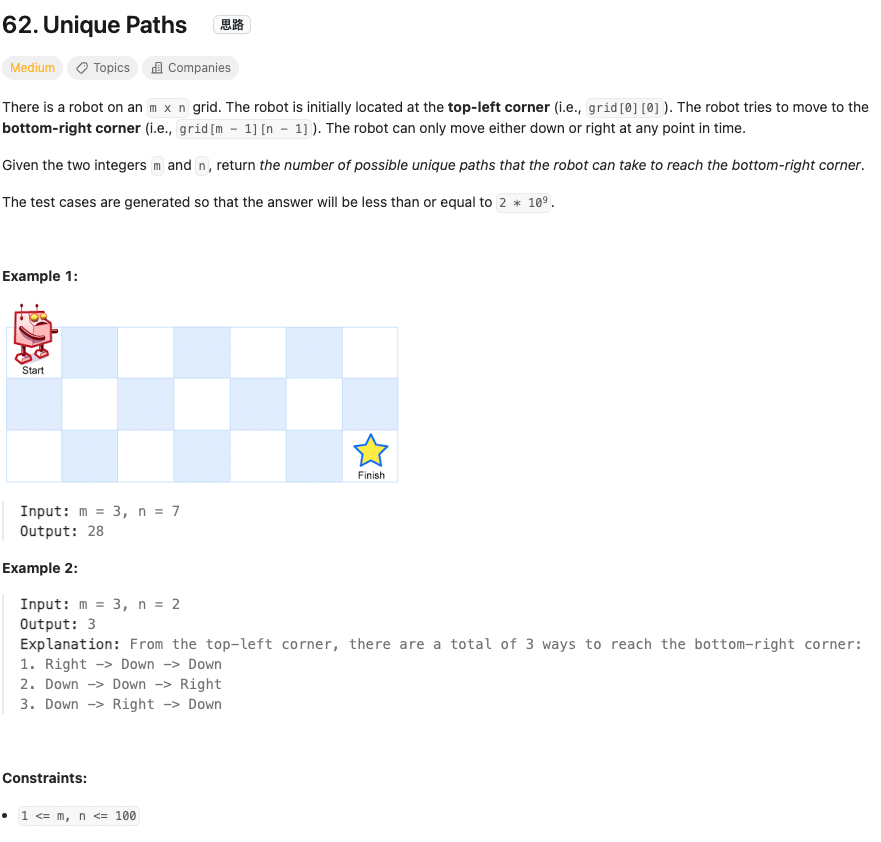 62. Unique Paths 思路
Medium Topics Companies
There is a robot on an m x n grid. The robot is initially located at the top-left corner (i.e., grid[0][0]). The robot tries to move to the
bottom-right corner (i.e., grid[m - 1][n - 1]). The robot can only move either down or right at any point in time.
Given the two integers m and n, return the number of possible unique paths that the robot can take to reach the bottom-right corner.
The test cases are generated so that the answer will be less than or equal to 2 * 10⁹.
Example 1:
Start
Finish
Input: m = 3, n = 7
Output: 28
Example 2:
Input: m = 3, n = 2
Output: 3
Explanation: From the top-left corner, there are a total of 3 ways to reach the bottom-right corner:
1. Right -> Down -> Down
2. Down -> Down -> Right
3. Down -> Right -> Down
Constraints:
• 1 <= m, n <= 100